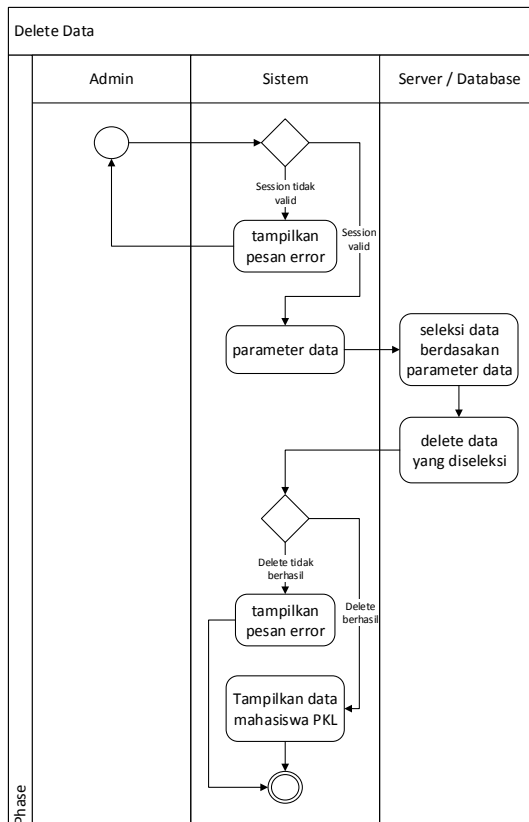 Delete Data
Admin
Sistem
Server / Database
Session tidak
valid
Session
valid
tampilkan
pesan error
parameter data
seleksi data
berdasakan
parameter data
delete data
yang diseleksi
Delete tidak
berhasil
Delete
berhasil
tampilkan
pesan error
Tampilkan data
mahasiswa PKL
Phase